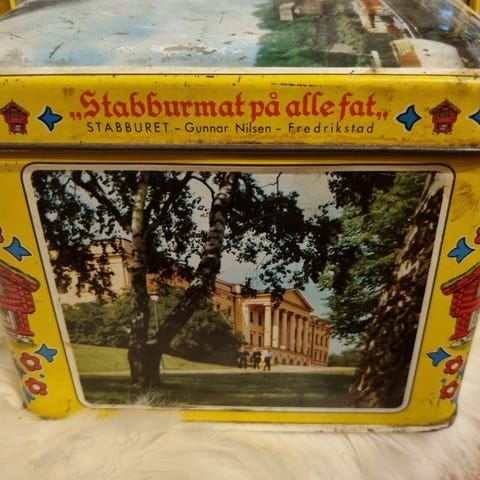 „Stabburmat på alle fat„
STABBURET - Gunnar Nilsen - Fredrikstad